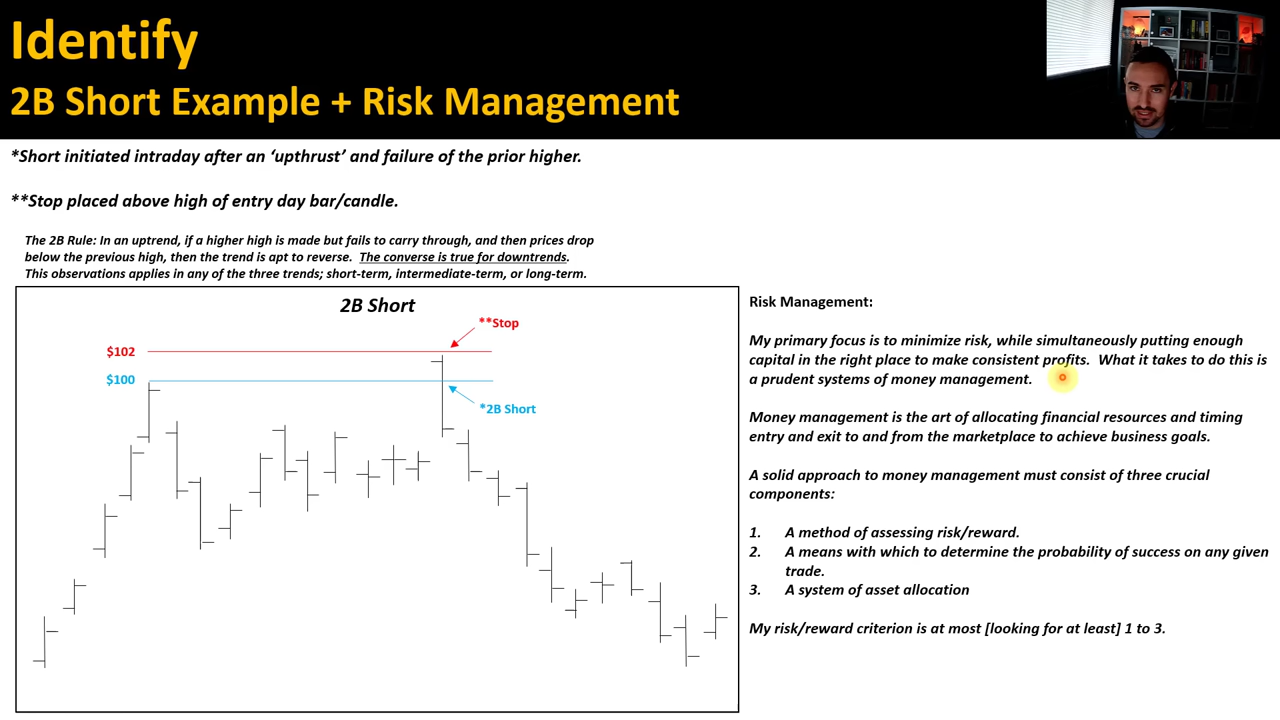 Identify
2B Short Example + Risk Management
*Short initiated intraday after an ‘upthrust’ and failure of the prior higher.
**Stop placed above high of entry day bar/candle.
The 2B Rule: In an uptrend, if a higher high is made but fails to carry through, and then prices drop
below the previous high, then the trend is apt to reverse. The converse is true for downtrends.
This observations applies in any of the three trends; short-term, intermediate-term, or long-term.
2B Short
**Stop
$102
$100
*2B Short
Risk Management:
My primary focus is to minimize risk, while simultaneously putting enough
capital in the right place to make consistent profits. What it takes to do this is
a prudent systems of money management.
Money management is the art of allocating financial resources and timing
entry and exit to and from the marketplace to achieve business goals.
A solid approach to money management must consist of three crucial
components:
1. A method of assessing risk/reward.
2. A means with which to determine the probability of success on any given
trade.
3. A system of asset allocation
My risk/reward criterion is at most [looking for at least] 1 to 3.